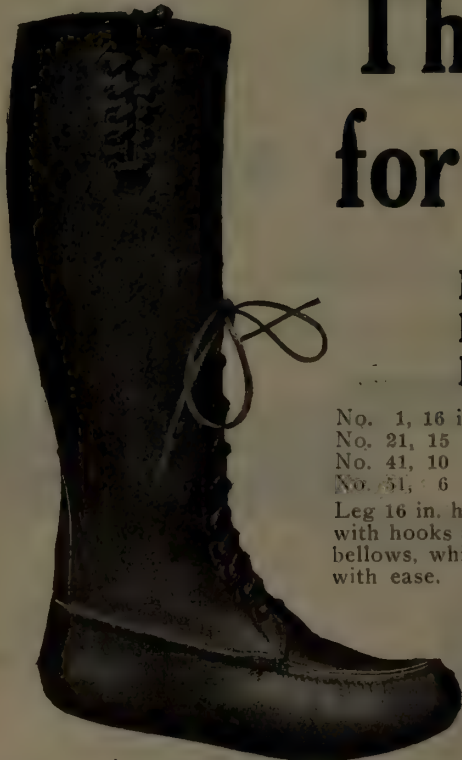 Th
for
No. 1, 16 i
No. 21, 15
No. 41, 10
No. 51, 6
Leg 16 in. h
with hooks
bellows, wh
with ease.